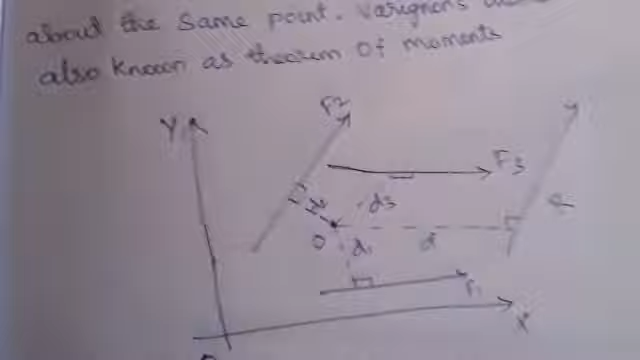 about the same point. Varignon's
also known as theorem of moments
Y
F2
F3
d3
O
d1
d
R
F1
X